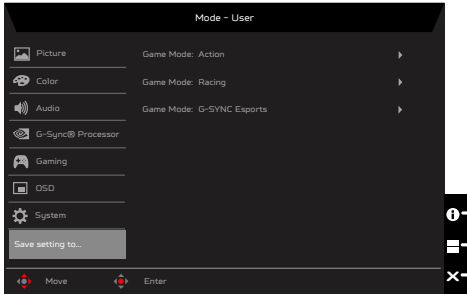 Mode - User
Picture
Game Mode: Action
Color
Game Mode: Racing
Audio
Game Mode: G-SYNC Esports
G-Sync® Processor
Gaming
OSD
System
Save setting to...
Move Enter